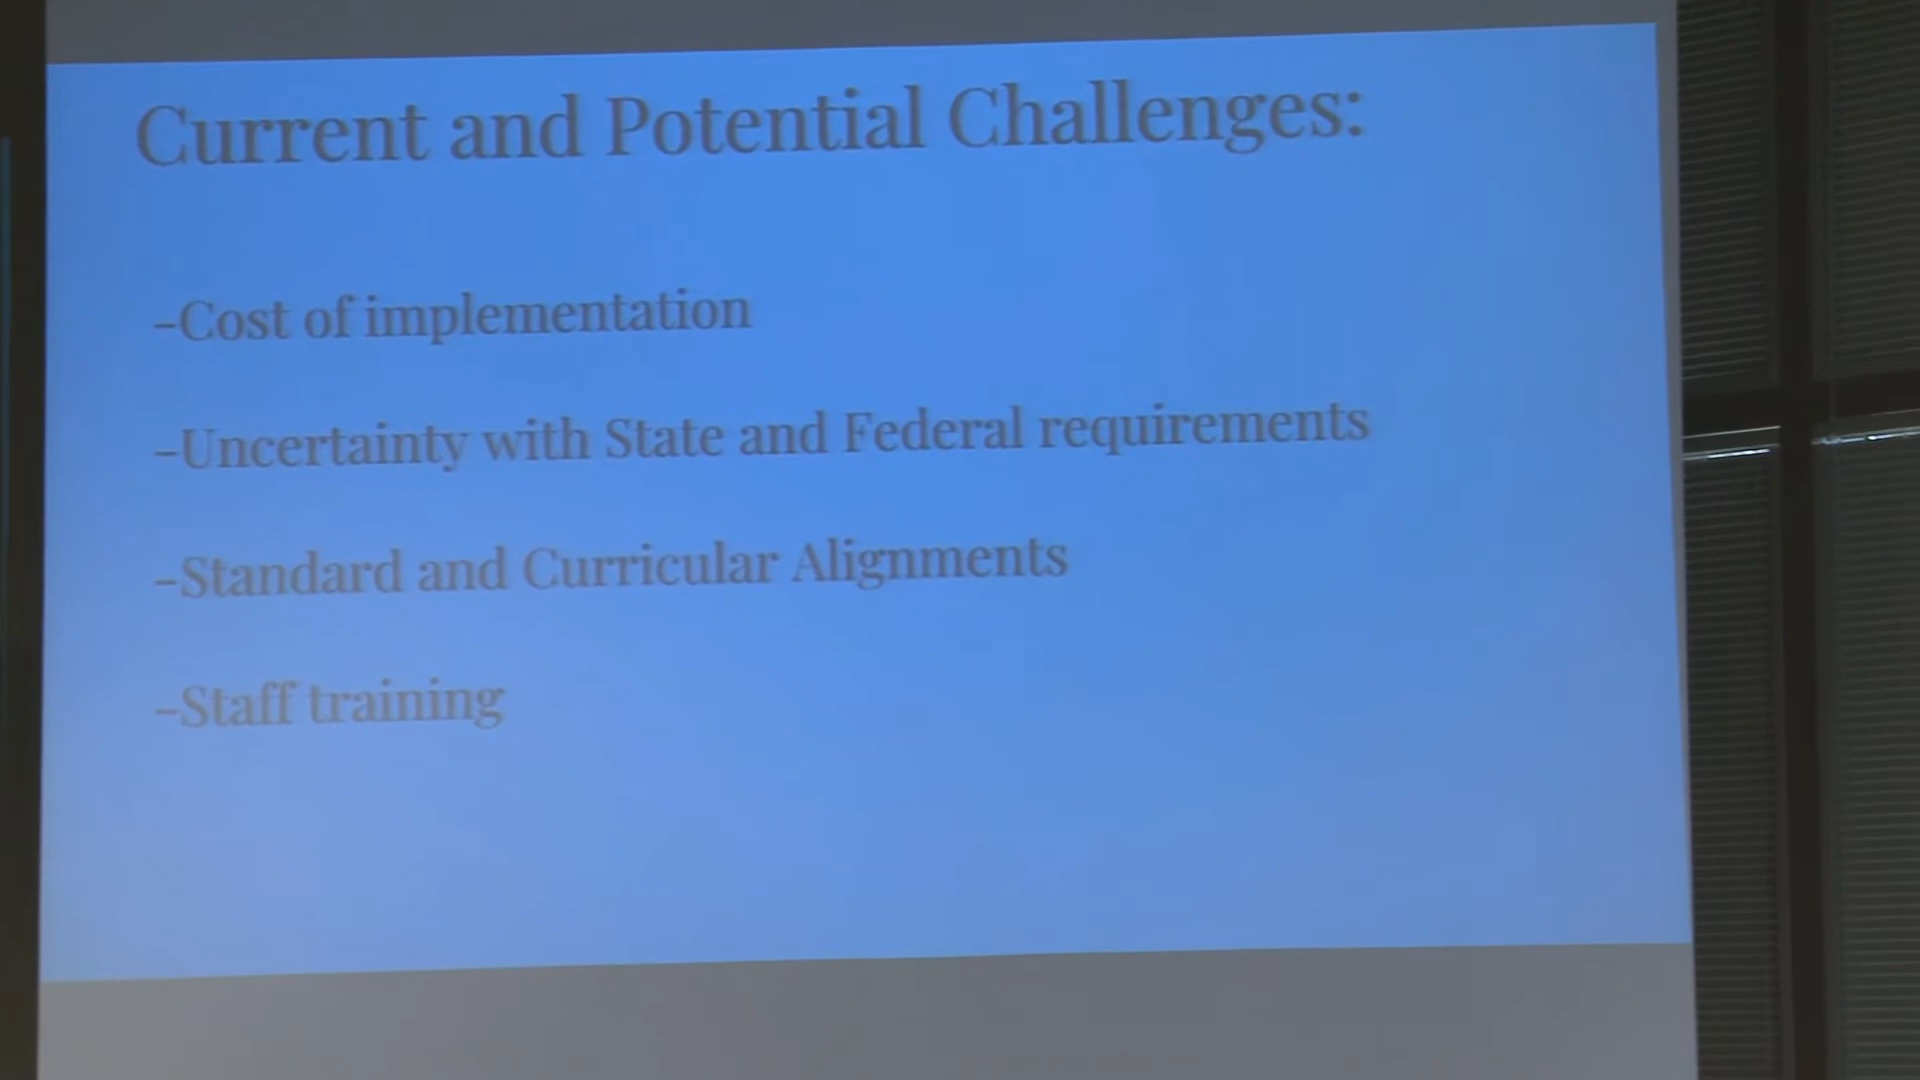 Current and Potential Challenges:
-Cost of implementation
-Uncertainty with State and Federal requirements
-Standard and Curricular Alignments
-Staff training